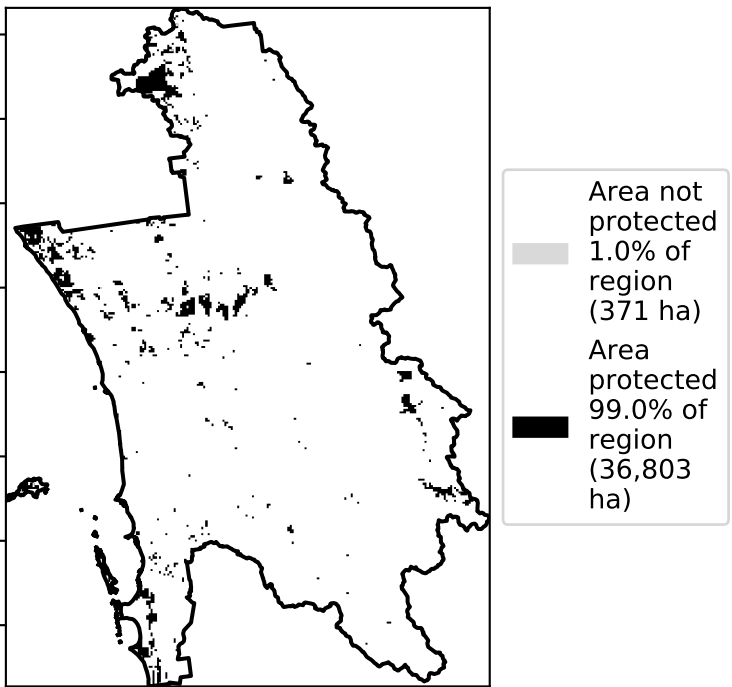 Area not
protected
1.0% of
region
(371 ha)
Area
protected
99.0% of
region
(36,803
ha)